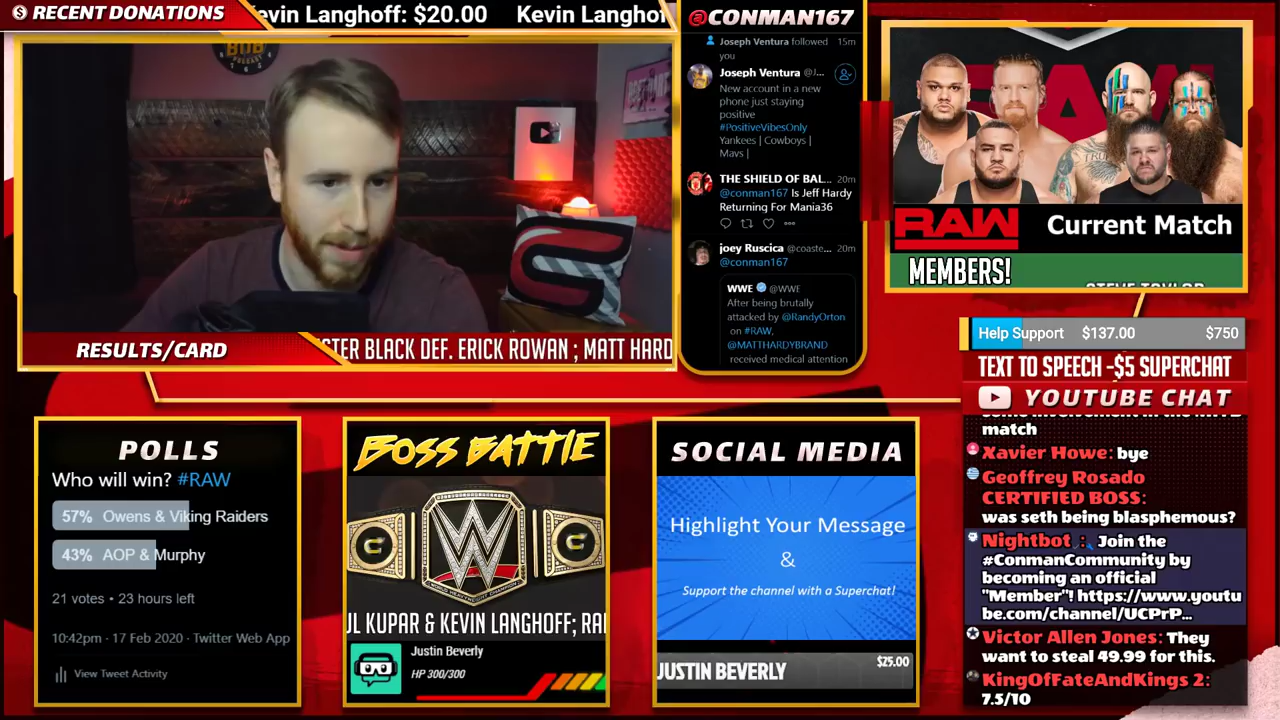 RECENT DONATIONS
Kevin Langhoff: $20.00 Kevin Langhof
@CONMAN167
Joseph Ventura followed you 15m
Joseph Ventura @J...
New account in a new
phone just staying
positive
#PositiveVibesOnly
Yankees | Cowboys |
Mavs |
THE SHIELD OF BAL... 20m
@conman167 Is Jeff Hardy
Returning For Mania36
joey Ruscica @coaste... 20m
@conman167
WWE @WWE
After being brutally
attacked by @RandyOrton
on #RAW,
@MATTHARDYBRAND
received medical attention
RAW
Current Match
MEMBERS!
STEVE TAYLOR
Help Support $137.00 $750
TEXT TO SPEECH -$5 SUPERCHAT
YOUTUBE CHAT
match
Xavier Howe: bye
Geoffrey Rosado
CERTIFIED BOSS:
was seth being blasphemous?
Nightbot : Join the
#ConmanCommunity by
becoming an official
"Member"! https://www.youtu
be.com/channel/UCPrP...
Victor Allen Jones: They
want to steal 49.99 for this.
KingOfFateAndKings 2:
7.5/10
RESULTS/CARD
STER BLACK DEF. ERICK ROWAN ; MATT HARD
POLLS
Who will win? #RAW
57% Owens & Viking Raiders
43% AOP & Murphy
21 votes • 23 hours left
10:42pm · 17 Feb 2020 · Twitter Web App
View Tweet Activity
BOSS BATTLE
UL KUPAR & KEVIN LANGHOFF; RA
Justin Beverly
HP 300/300
SOCIAL MEDIA
Highlight Your Message
&
Support the channel with a Superchat!
JUSTIN BEVERLY $25.00